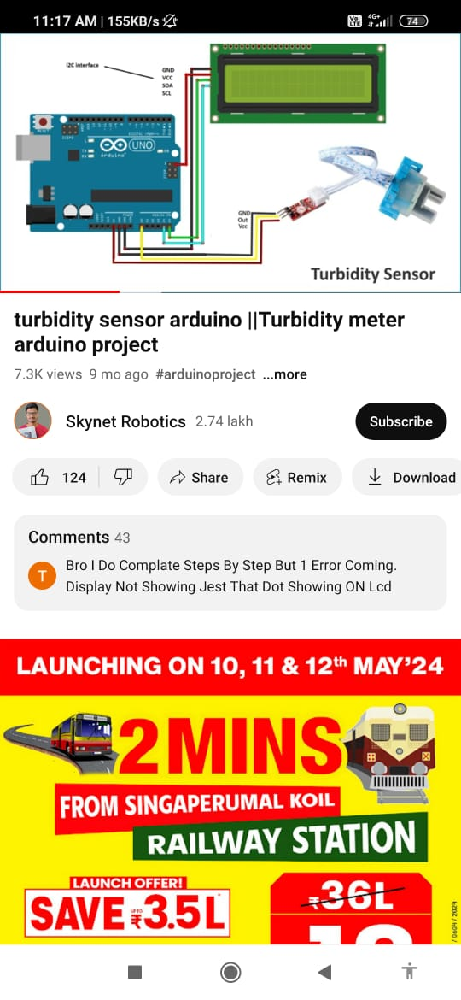 11:17 AM | 155KB/s
Vo LTE 4G+ 74
I2C interface
GND
VCC
SDA
SCL
UNO
Arduino
GND
Out
Vcc
Turbidity Sensor
turbidity sensor arduino ||Turbidity meter
arduino project
7.3K views 9 mo ago #arduinoproject ...more
Skynet Robotics 2.74 lakh
Subscribe
124 Share Remix Download
Comments 43
T
Bro I Do Complate Steps By Step But 1 Error Coming.
Display Not Showing Jest That Dot Showing ON Lcd
LAUNCHING ON 10, 11 & 12th MAY'24
2 MINS
FROM SINGAPERUMAL KOIL
RAILWAY STATION
LAUNCH OFFER!
SAVE UPTO ₹3.5L
₹36L
/ 0604 / 2024